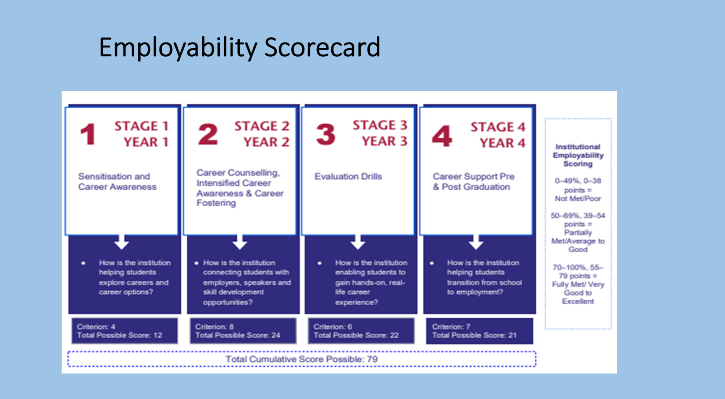 Employability Scorecard
1
STAGE 1
YEAR 1
Sensitisation and
Career Awareness
● How is the institution
helping students
explore careers and
career options?
Criterion: 4
Total Possible Score: 12
2
STAGE 2
YEAR 2
Career Counselling,
Intensified Career
Awareness & Career
Fostering
● How is the institution
connecting students with
employers, speakers and
skill development
opportunities?
Criterion: 8
Total Possible Score: 24
3
STAGE 3
YEAR 3
Evaluation Drills
● How is the institution
enabling students to
gain hands-on, real-
life career
experience?
Criterion: 6
Total Possible Score: 22
4
STAGE 4
YEAR 4
Career Support Pre
& Post Graduation
● How is the institution
helping students
transition from school
to employment?
Criterion: 7
Total Possible Score: 21
Institutional
Employability
Scoring
0–49%, 0–38
points =
Not Met/Poor
50–69%, 39–54
points =
Partially
Met/Average to
Good
70–100%, 55–
79 points =
Fully Met/ Very
Good to
Excellent
Total Cumulative Score Possible: 79